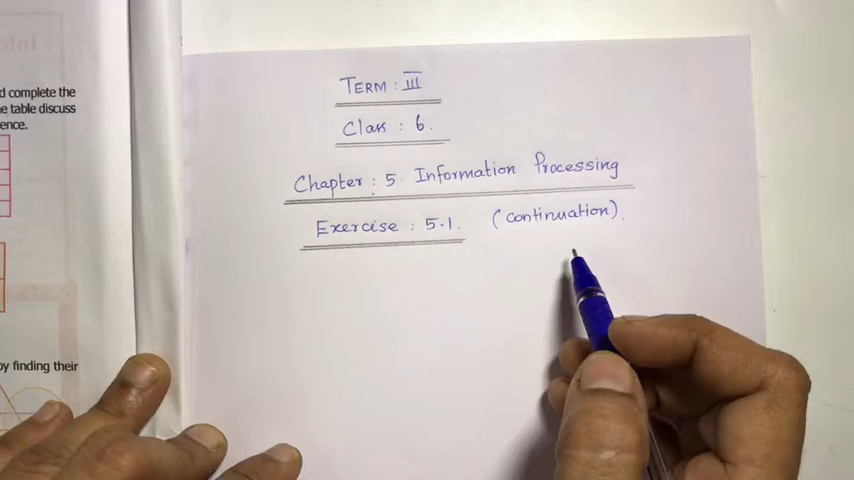 d complete the
e table discuss
ence.
by finding their
TERM : III
Class : 6.
Chapter : 5 Information Processing
Exercise : 5.1. (Continuation).